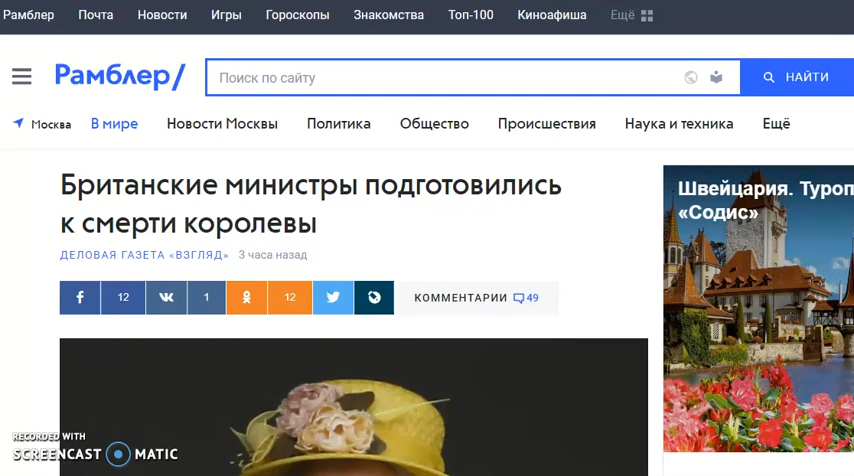 Рамблер Почта Новости Игры Гороскопы Знакомства Топ-100 Киноафиша Ещё
Рамблер/ Поиск по сайту НАЙТИ
Москва В мире Новости Москвы Политика Общество Происшествия Наука и техника Ещё
Британские министры подготовились
к смерти королевы
ДЕЛОВАЯ ГАЗЕТА «ВЗГЛЯД» 3 часа назад
12 1 12 КОММЕНТАРИИ 49
Швейцария. Туроп
«Содис»
RECORDED WITH
SCREENCAST MATIC